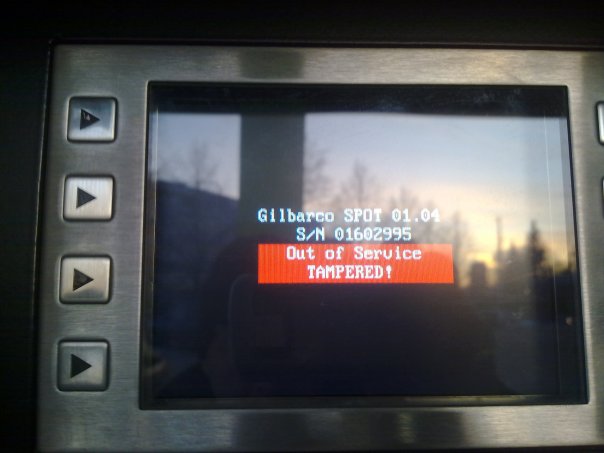 Gilbarco SPOT 01.04
S/N 01602995
Out of Service
TAMPERED!